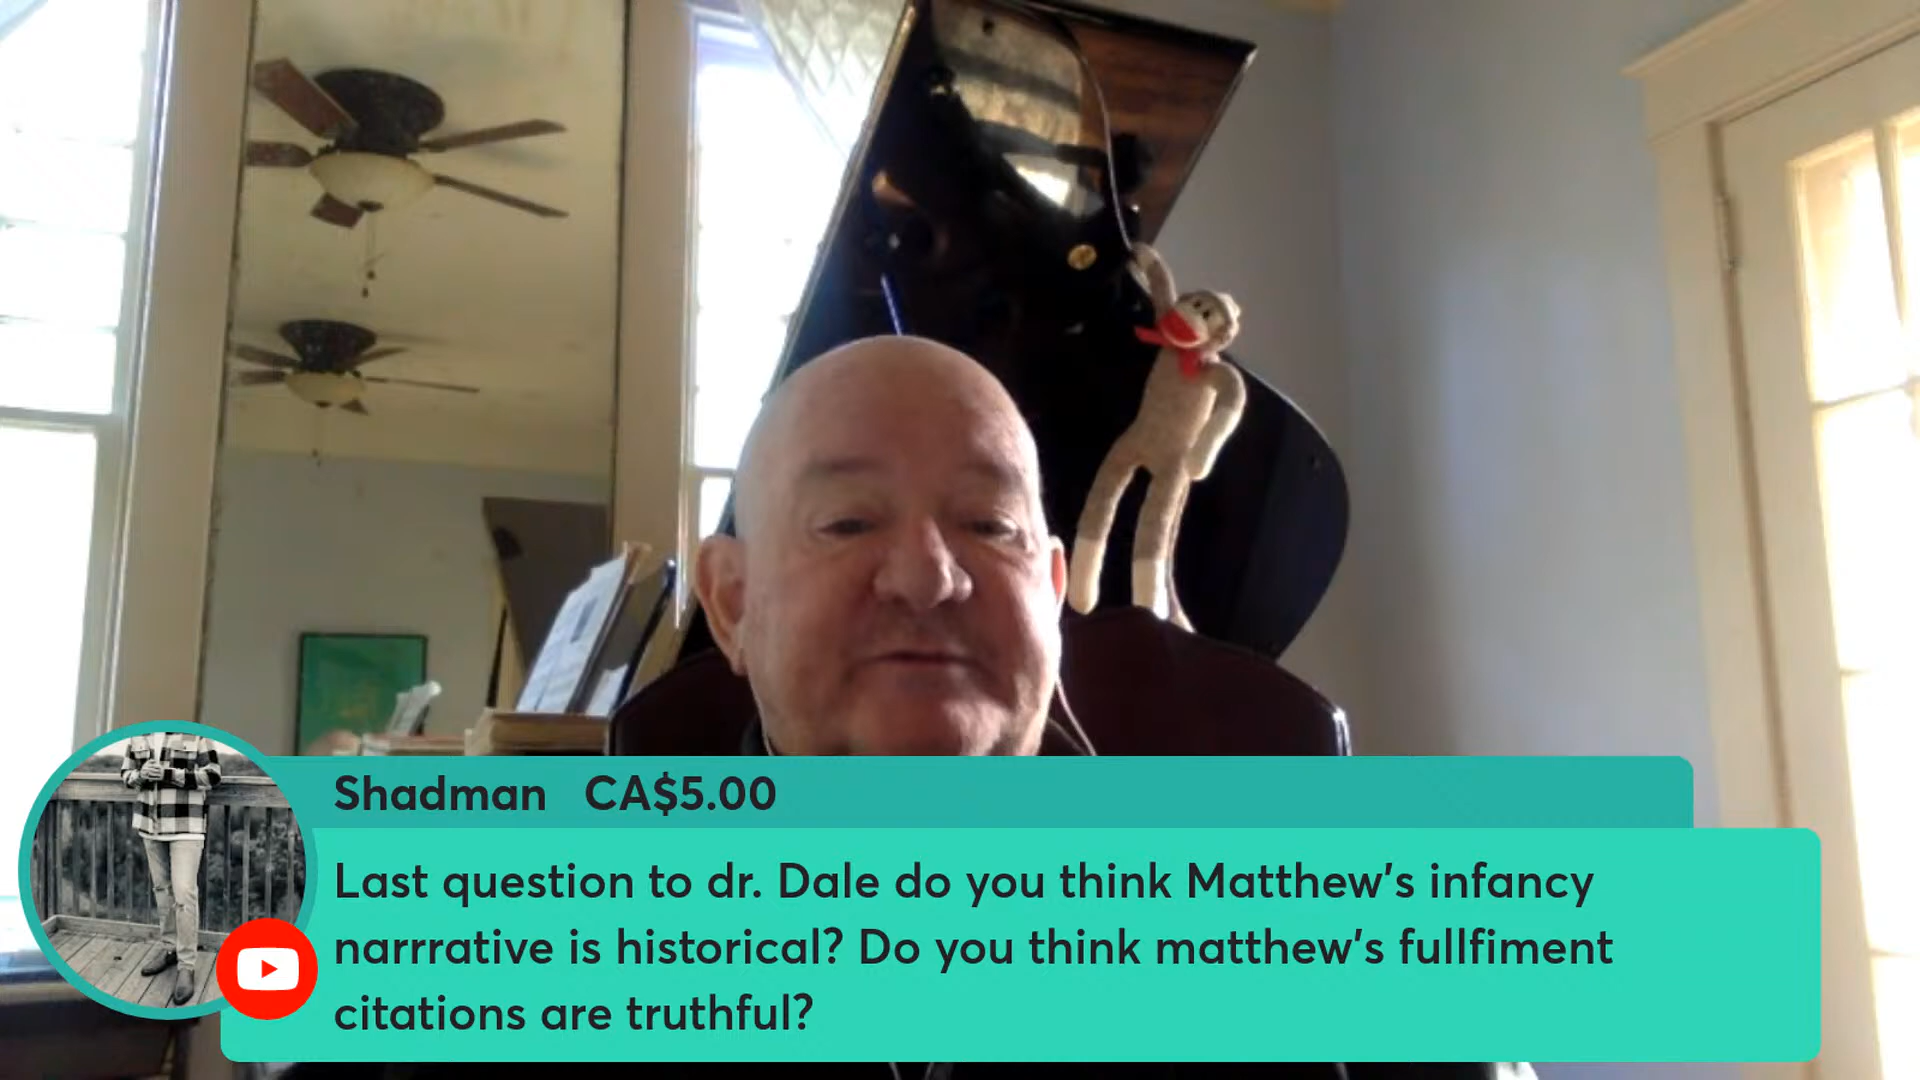 Shadman CA$5.00
Last question to dr. Dale do you think Matthew's infancy
narrrative is historical? Do you think matthew's fullfiment
citations are truthful?